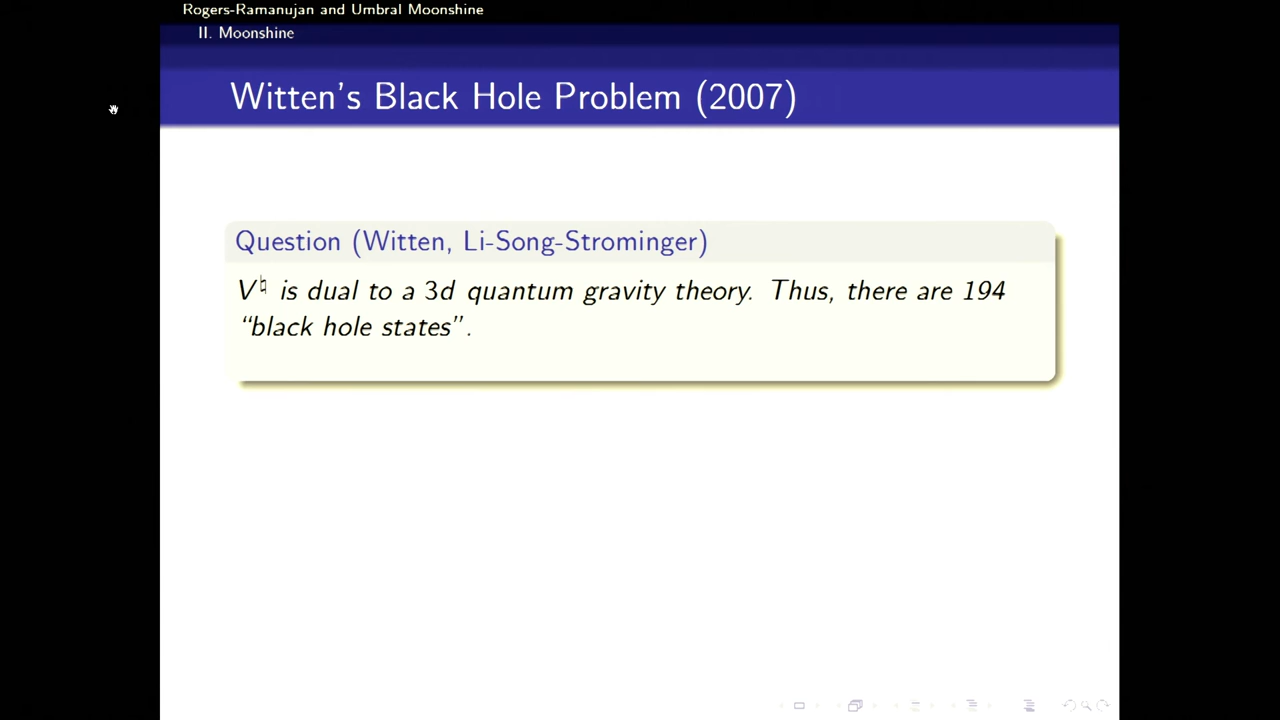 Rogers-Ramanujan and Umbral Moonshine
II. Moonshine
Witten's Black Hole Problem (2007)
Question (Witten, Li-Song-Strominger)
V♮ is dual to a 3d quantum gravity theory. Thus, there are 194
“black hole states”.